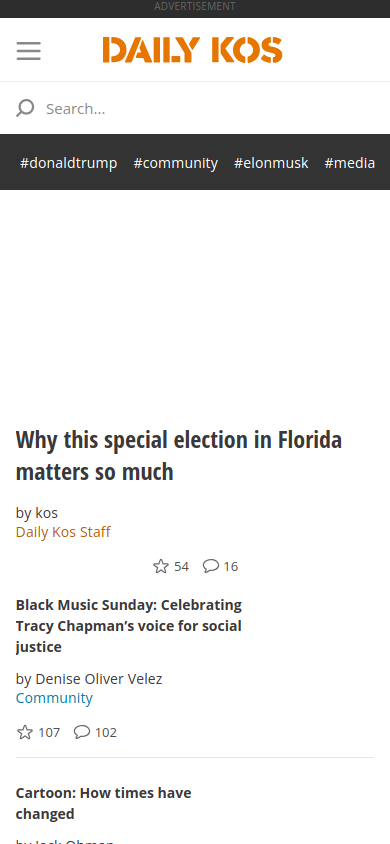 ADVERTISEMENT
DAILY KOS
Search...
#donaldtrump #community #elonmusk #media
Why this special election in Florida
matters so much
by kos
Daily Kos Staff
54 16
Black Music Sunday: Celebrating
Tracy Chapman’s voice for social
justice
by Denise Oliver Velez
Community
107 102
Cartoon: How times have
changed
by Jack Ohman